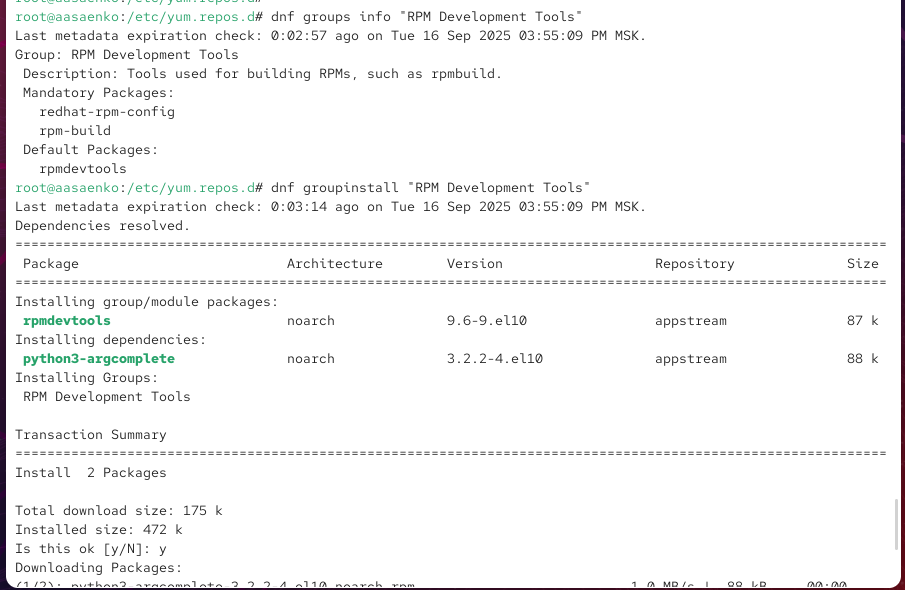 root@aasaenko:/etc/yum.repos.d#
root@aasaenko:/etc/yum.repos.d# dnf groups info "RPM Development Tools"
Last metadata expiration check: 0:02:57 ago on Tue 16 Sep 2025 03:55:09 PM MSK.
Group: RPM Development Tools
 Description: Tools used for building RPMs, such as rpmbuild.
 Mandatory Packages:
   redhat-rpm-config
   rpm-build
 Default Packages:
   rpmdevtools
root@aasaenko:/etc/yum.repos.d# dnf groupinstall "RPM Development Tools"
Last metadata expiration check: 0:03:14 ago on Tue 16 Sep 2025 03:55:09 PM MSK.
Dependencies resolved.
=============================================================================================================
 Package                          Architecture        Version                   Repository              Size
=============================================================================================================
Installing group/module packages:
 rpmdevtools                      noarch              9.6-9.el10                appstream               87 k
Installing dependencies:
 python3-argcomplete              noarch              3.2.2-4.el10              appstream               88 k
Installing Groups:
 RPM Development Tools

Transaction Summary
=============================================================================================================
Install  2 Packages

Total download size: 175 k
Installed size: 472 k
Is this ok [y/N]: y
Downloading Packages:
(1/2): python3-argcomplete-3.2.2-4.el10.noarch.rpm                           1.0 MB/s |  88 kB     00:00